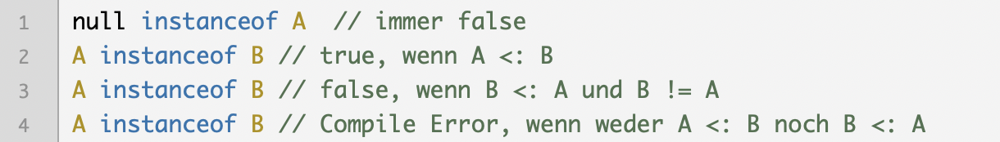 1 null instanceof A // immer false
2 A instanceof B // true, wenn A <: B
3 A instanceof B // false, wenn B <: A und B != A
4 A instanceof B // Compile Error, wenn weder A <: B noch B <: A